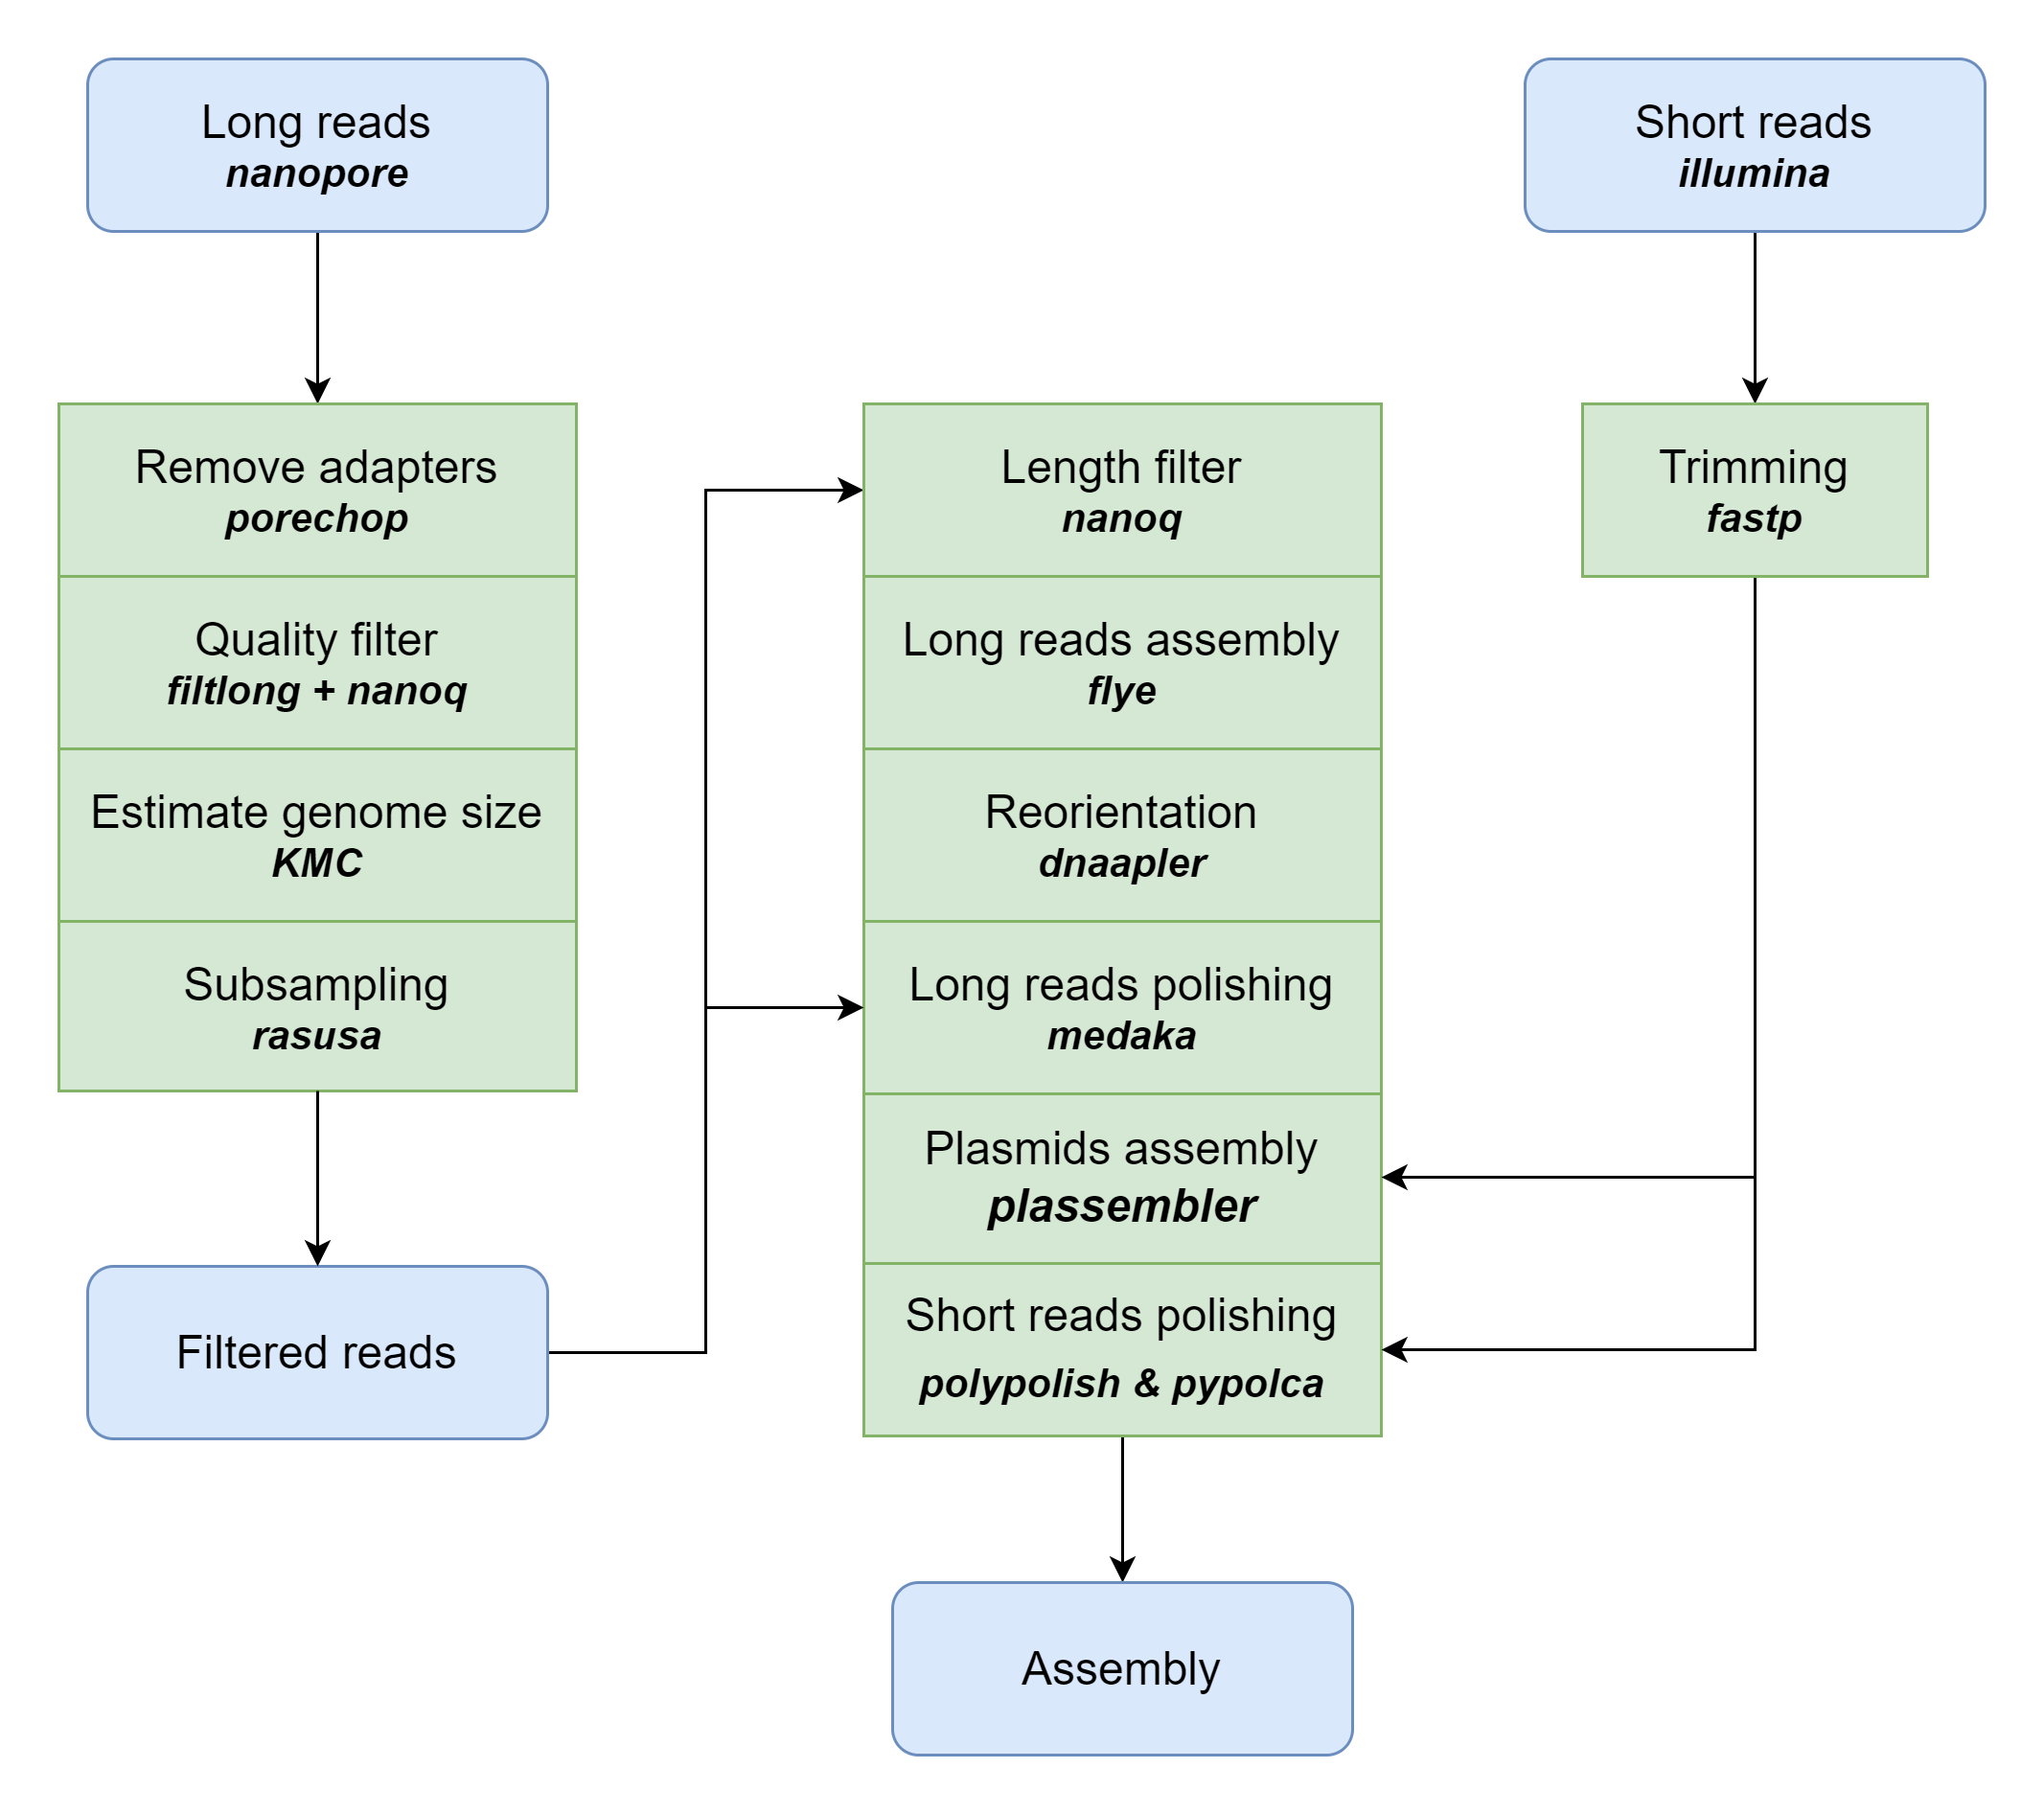 Long reads
nanopore
Short reads
illumina
Remove adapters
porechop
Quality filter
filtlong + nanoq
Estimate genome size
KMC
Subsampling
rasusa
Filtered reads
Length filter
nanoq
Long reads assembly
flye
Reorientation
dnaapler
Long reads polishing
medaka
Plasmids assembly
plassembler
Short reads polishing
polypolish & pypolca
Trimming
fastp
Assembly